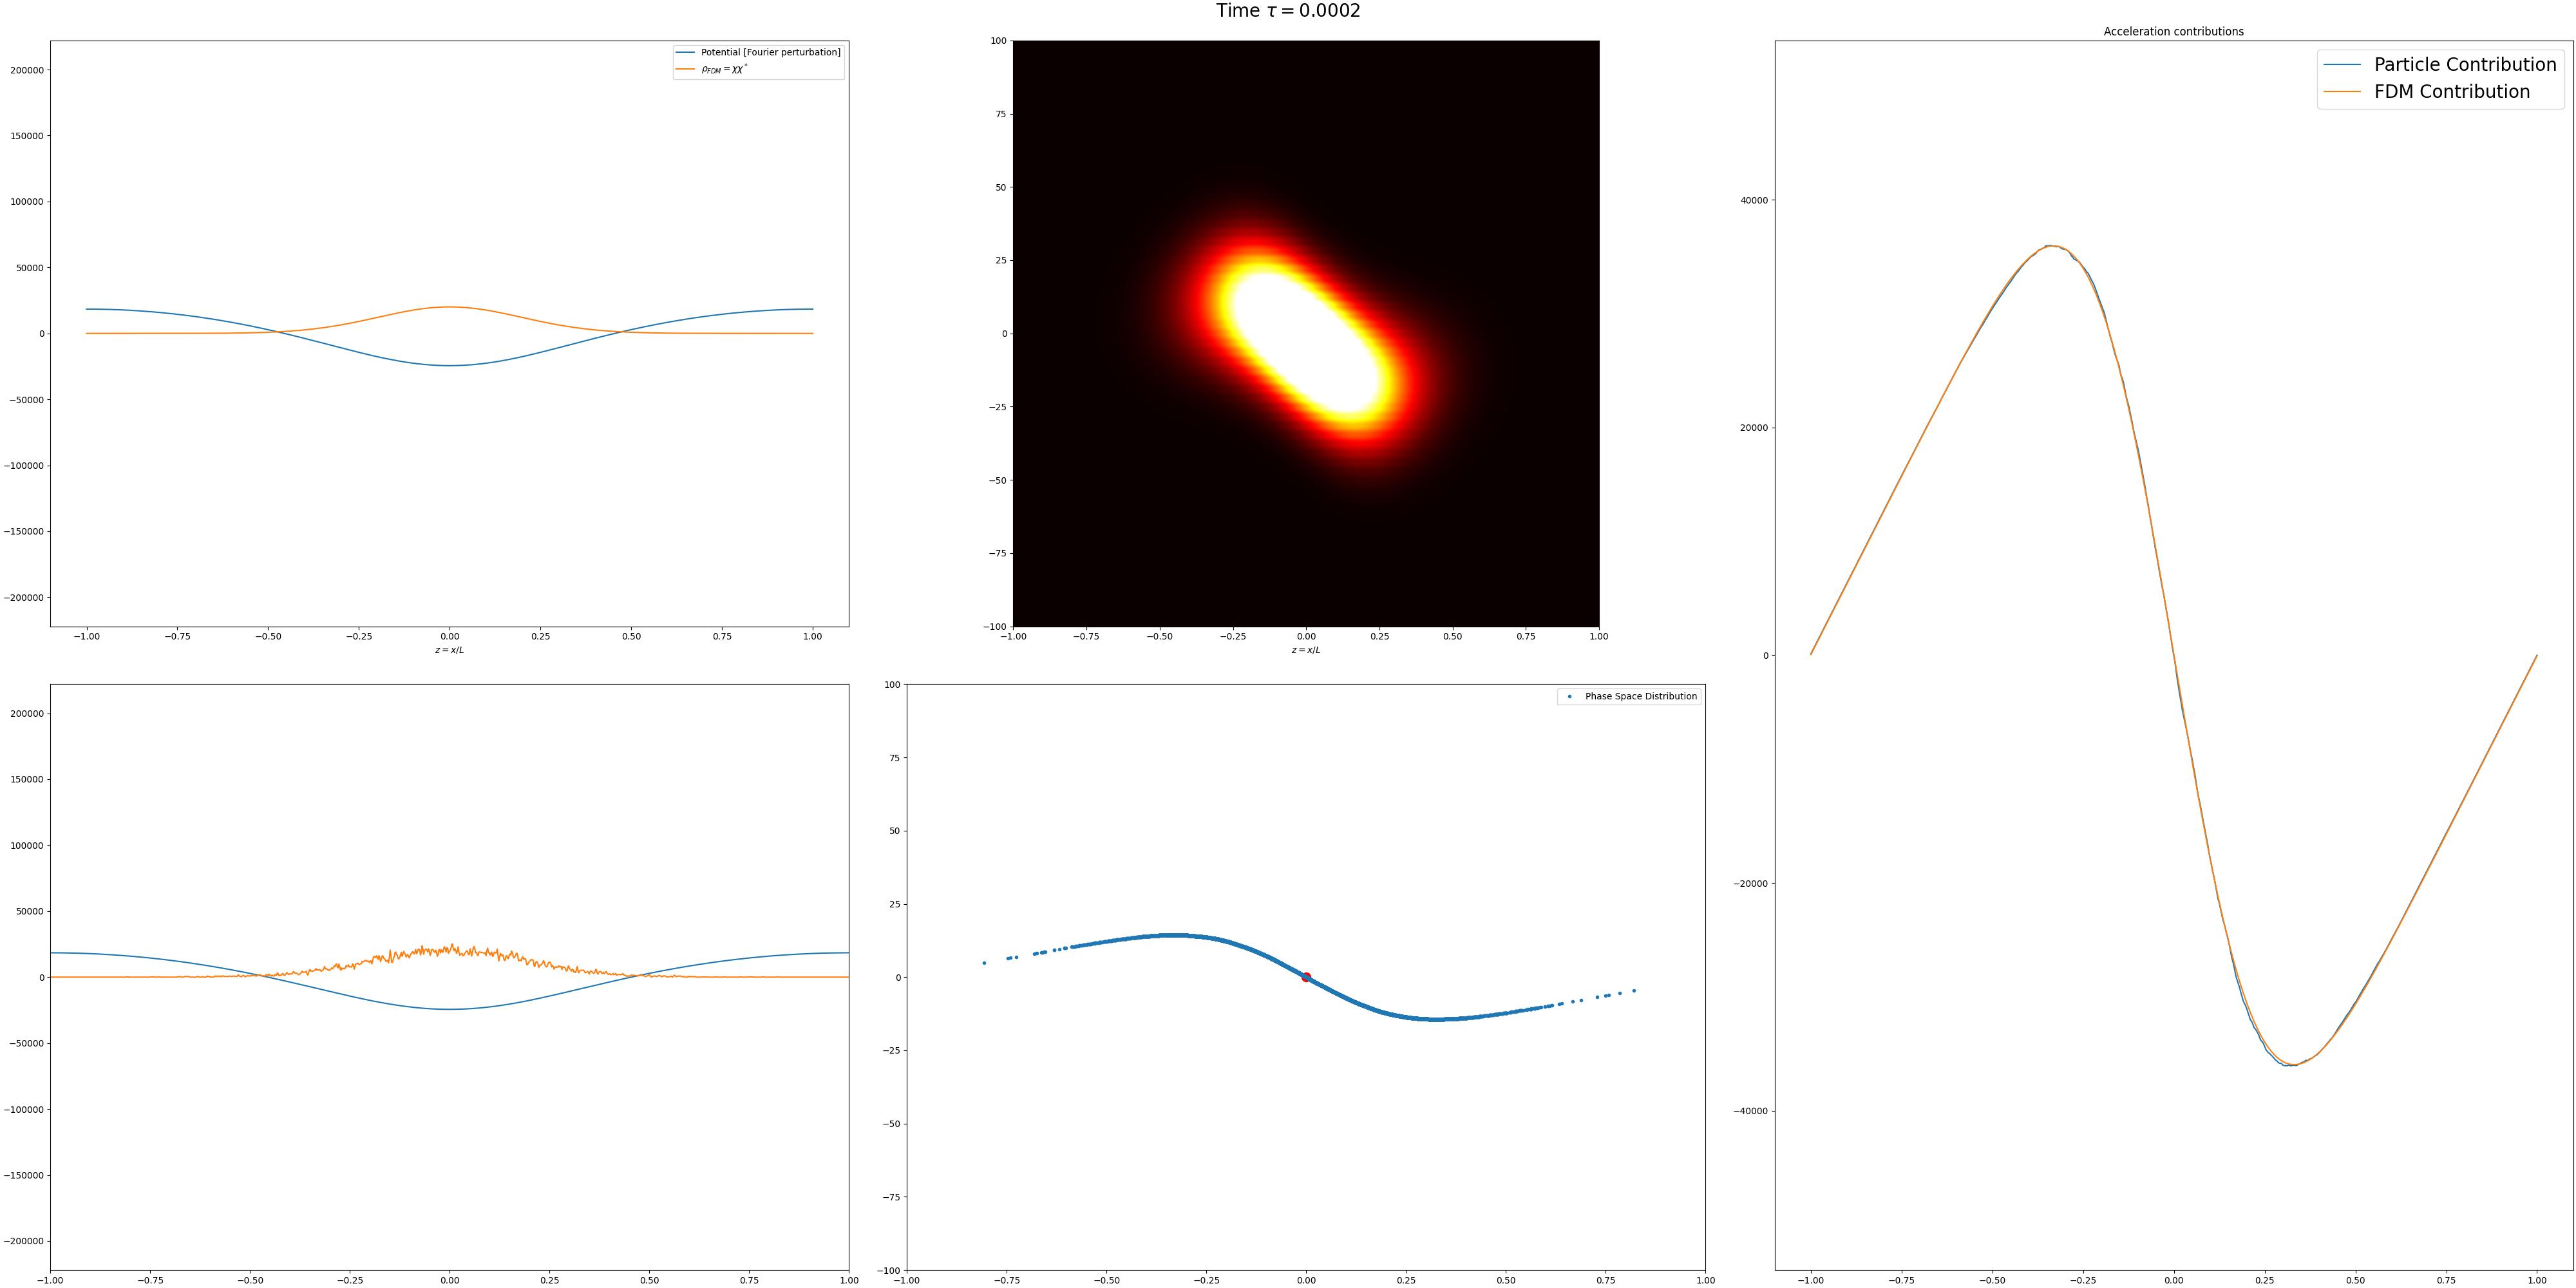 Time τ = 0.0002
Potential [Fourier perturbation]
ρFDM = χχ*
200000
150000
100000
50000
0
−50000
−100000
−150000
−200000
−1.00 −0.75 −0.50 −0.25 0.00 0.25 0.50 0.75 1.00
z = x/L
100
75
50
25
0
−25
−50
−75
−100
−1.00 −0.75 −0.50 −0.25 0.00 0.25 0.50 0.75 1.00
z = x/L
Acceleration contributions
Particle Contribution
FDM Contribution
40000
20000
0
−20000
−40000
−1.00 −0.75 −0.50 −0.25 0.00 0.25 0.50 0.75 1.00
200000
150000
100000
50000
0
−50000
−100000
−150000
−200000
−1.00 −0.75 −0.50 −0.25 0.00 0.25 0.50 0.75 1.00
Phase Space Distribution
100
75
50
25
0
−25
−50
−75
−100
−1.00 −0.75 −0.50 −0.25 0.00 0.25 0.50 0.75 1.00